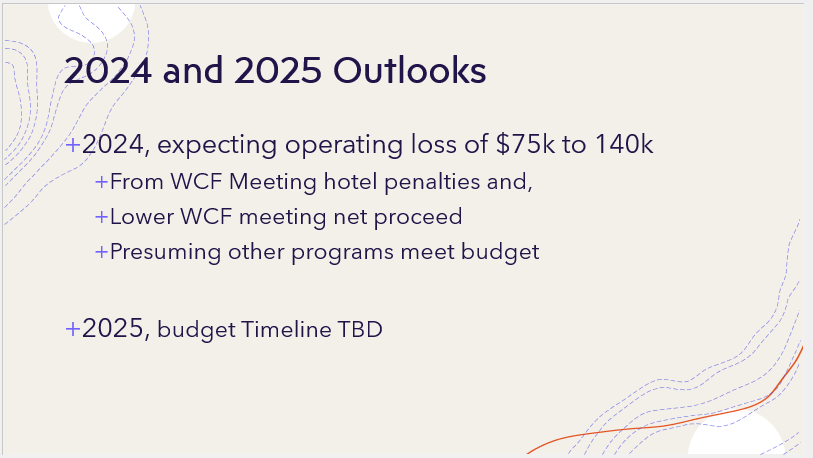 2024 and 2025 Outlooks
+2024, expecting operating loss of $75k to 140k
+From WCF Meeting hotel penalties and,
+Lower WCF meeting net proceed
+Presuming other programs meet budget
+2025, budget Timeline TBD